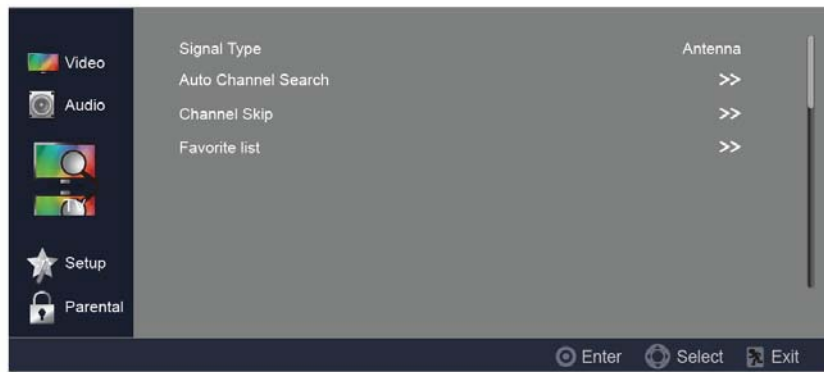 Video
Audio
Setup
Parental
Signal Type Antenna
Auto Channel Search >>
Channel Skip >>
Favorite list >>
Enter Select Exit